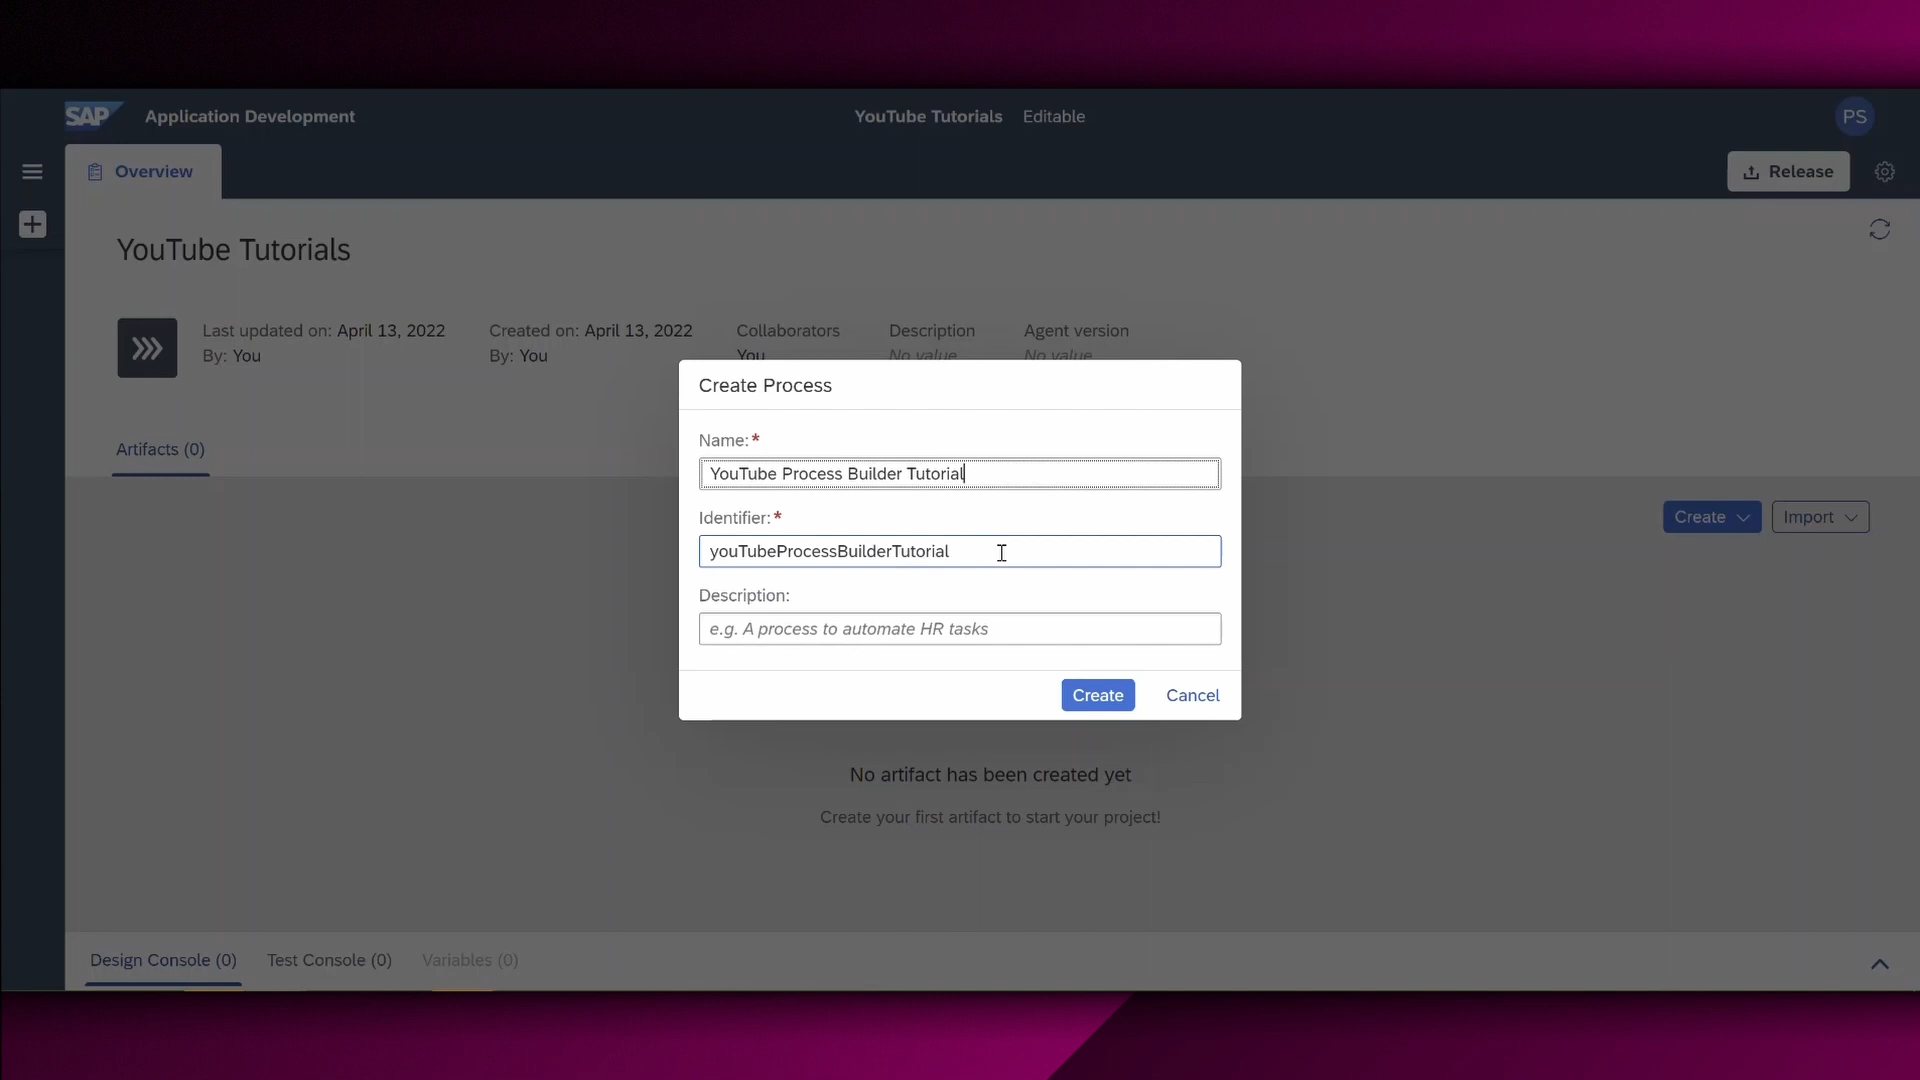 SAP Application Development YouTube Tutorials Editable PS
Overview Release
YouTube Tutorials
Last updated on: April 13, 2022 Created on: April 13, 2022 Collaborators Description Agent version
By: You By: You You No value No value
Create Process
Name:*
YouTube Process Builder Tutorial
Identifier:*
youTubeProcessBuilderTutorial
Description:
e.g. A process to automate HR tasks
Create Cancel
Artifacts (0)
Create Import
No artifact has been created yet
Create your first artifact to start your project!
Design Console (0) Test Console (0) Variables (0)